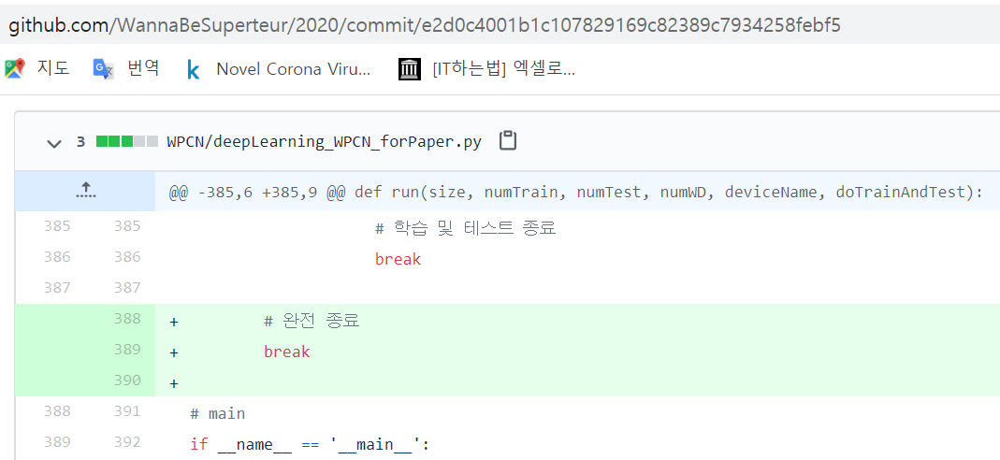 github.com/WannaBeSuperteur/2020/commit/e2d0c4001b1c107829169c82389c7934258febf5
지도 번역 Novel Corona Viru... [IT하는법] 엑셀로...
3 WPCN/deepLearning_WPCN_forPaper.py
@@ -385,6 +385,9 @@ def run(size, numTrain, numTest, numWD, deviceName, doTrainAndTest):
385 385 # 학습 및 테스트 종료
386 386 break
387 387
388 + # 완전 종료
389 + break
390 +
388 391 # main
389 392 if __name__ == '__main__':